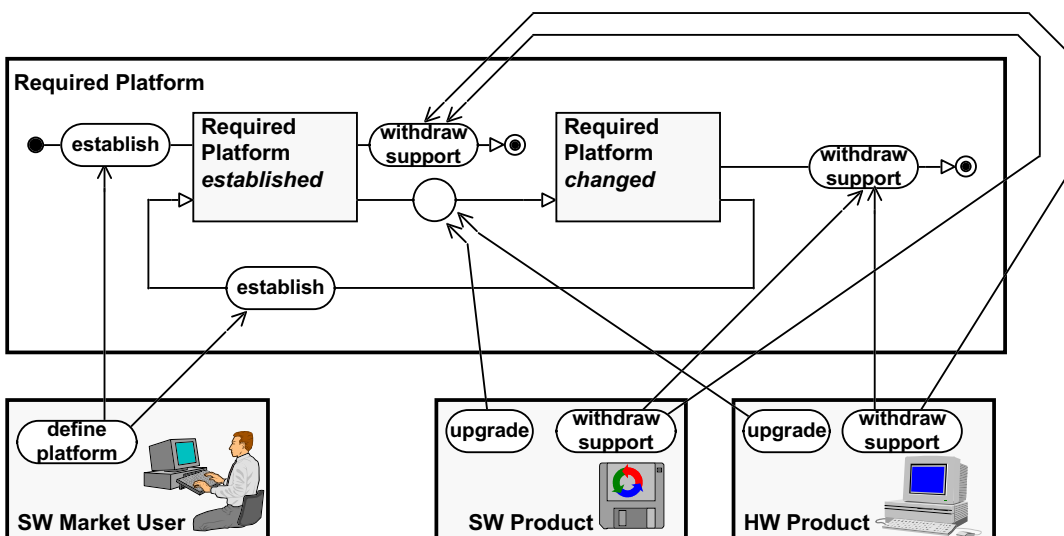 Required Platform
establish
Required
Platform
established
withdraw
support
Required
Platform
changed
withdraw
support
establish
define
platform
SW Market User
upgrade
withdraw
support
SW Product
upgrade
withdraw
support
HW Product